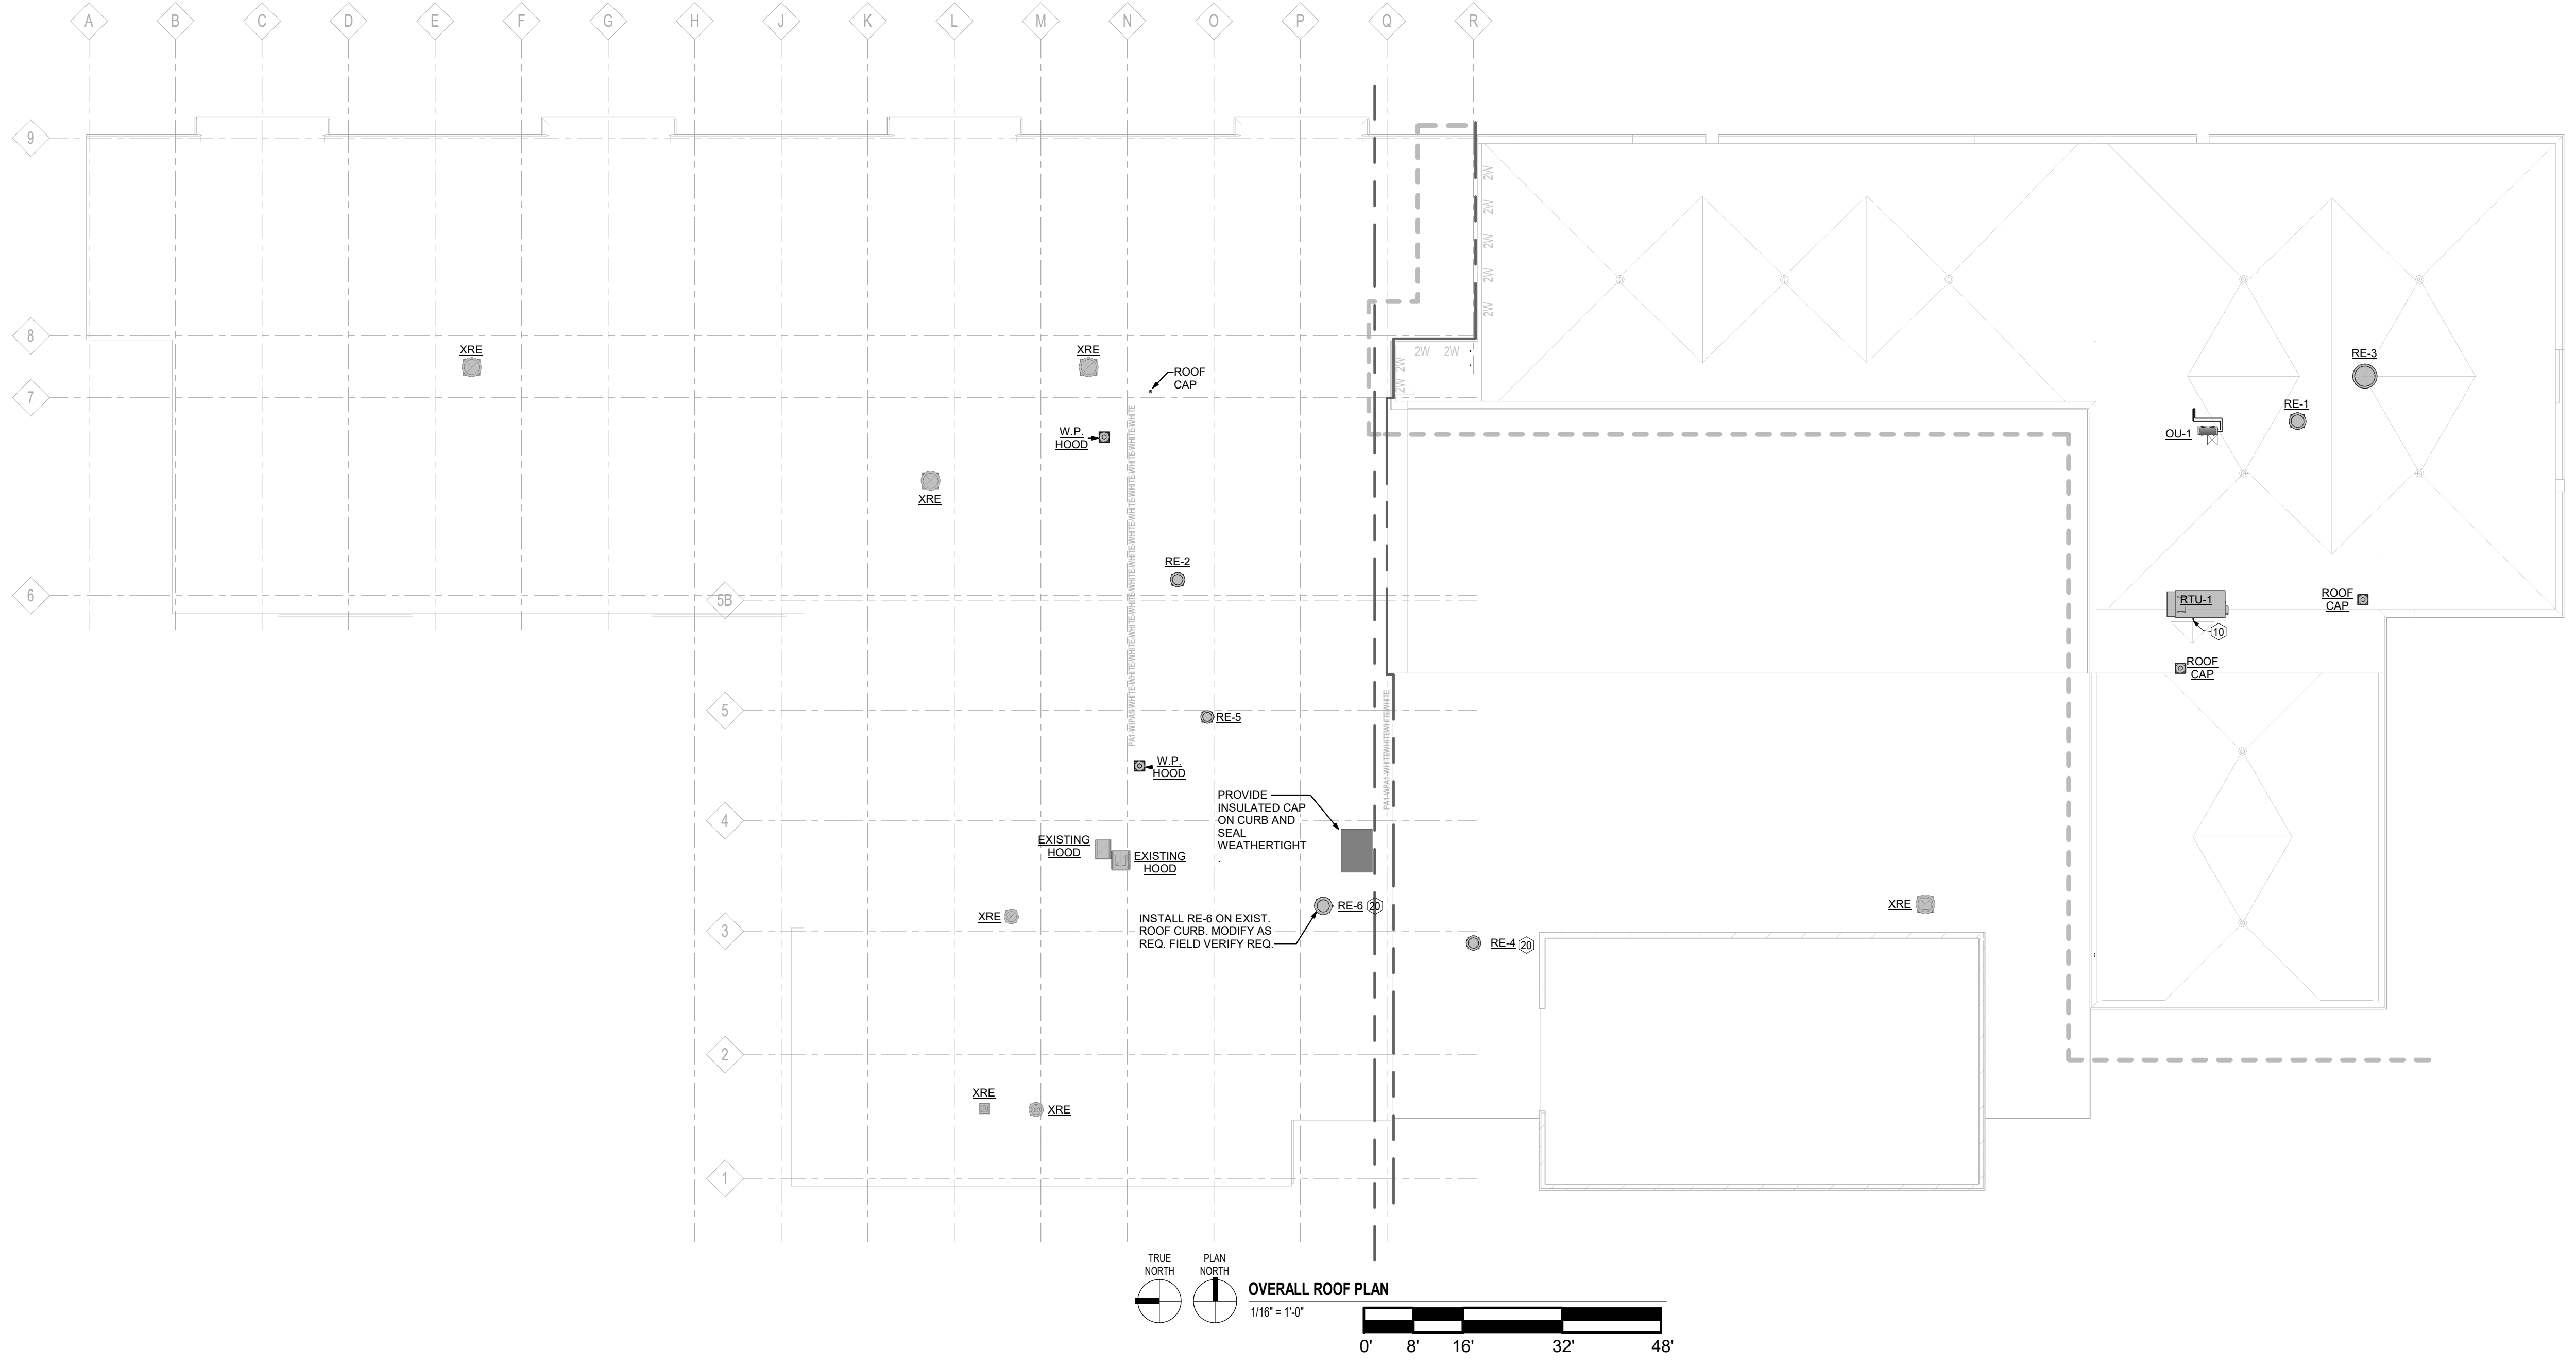 A B C D E F G H J K L M N O P Q R
9
2W
2W
2W
2W
2W
8
XRE
XRE
2W 2W
2W
2W
ROOF
CAP
RE-3
7
RE-1
W.P.
HOOD
OU-1
XRE
RE-2
6
5B
RTU-1
ROOF
CAP
10
ROOF
CAP
5
RE-5
W.P.
HOOD
PROVIDE
INSULATED CAP
ON CURB AND
SEAL
WEATHERTIGHT
.
4
EXISTING
HOOD
EXISTING
HOOD
XRE
RE-6 20
XRE
INSTALL RE-6 ON EXIST.
ROOF CURB. MODIFY AS
REQ. FIELD VERIFY REQ.
3
RE-4 20
2
XRE
XRE
1
TRUE
NORTH
PLAN
NORTH
OVERALL ROOF PLAN
1/16" = 1'-0"
0' 8' 16' 32' 48'